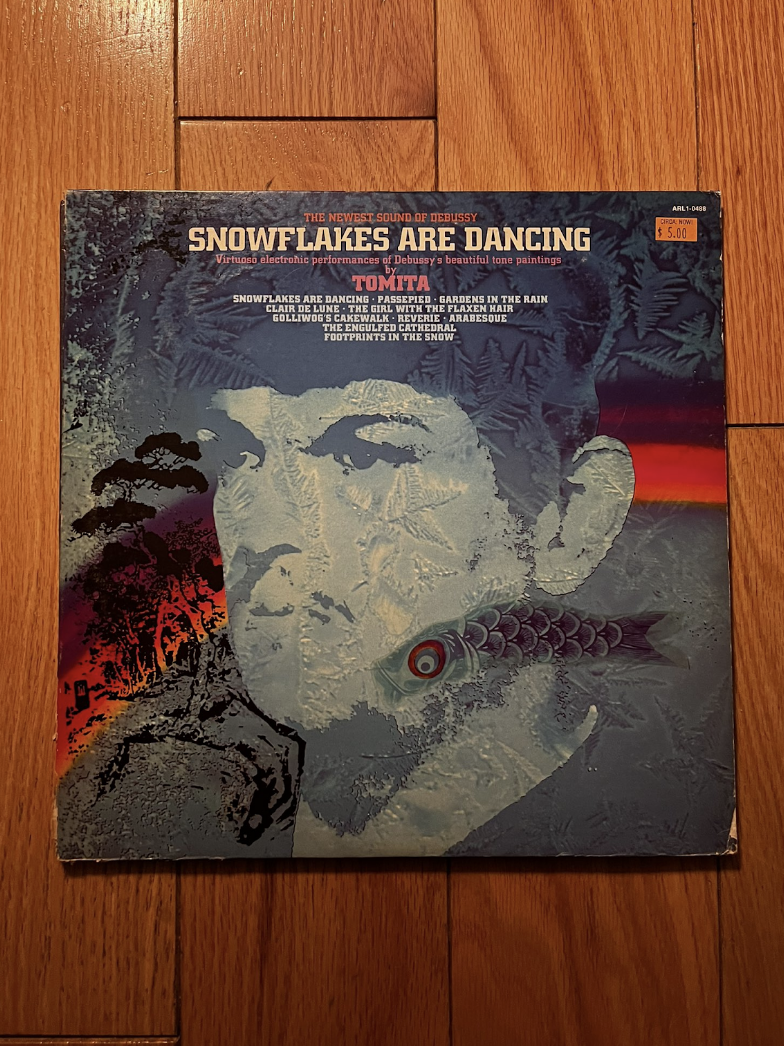 ARL1-0488
CIRCA NOW!
$ 5.00
THE NEWEST SOUND OF DEBUSSY
SNOWFLAKES ARE DANCING
Virtuoso electronic performances of Debussy's beautiful tone paintings
by
TOMITA
SNOWFLAKES ARE DANCING · PASSEPIED · GARDENS IN THE RAIN
CLAIR DE LUNE · THE GIRL WITH THE FLAXEN HAIR
GOLLIWOG'S CAKEWALK · REVERIE · ARABESQUE
THE ENGULFED CATHEDRAL
FOOTPRINTS IN THE SNOW